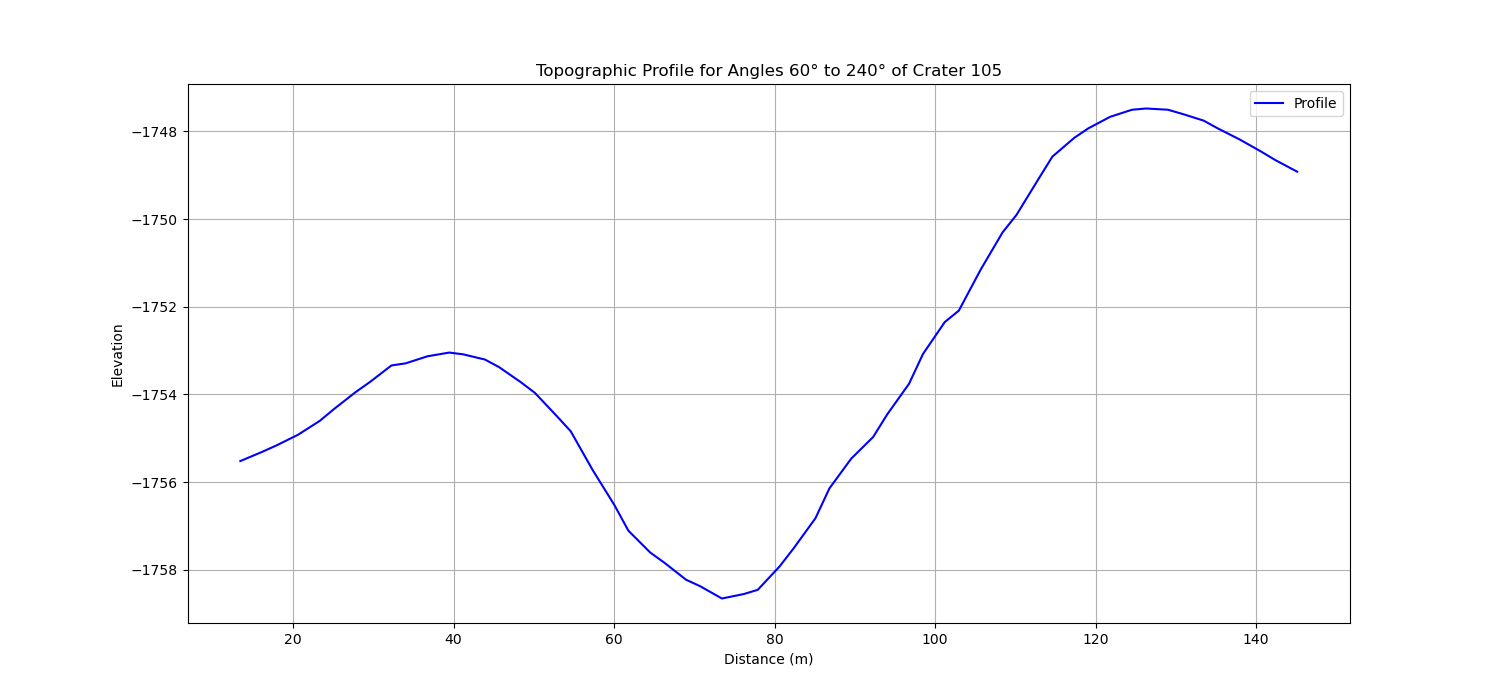 Topographic Profile for Angles 60° to 240° of Crater 105
Profile
−1748
−1750
−1752
−1754
−1756
−1758
Elevation
20 40 60 80 100 120 140
Distance (m)